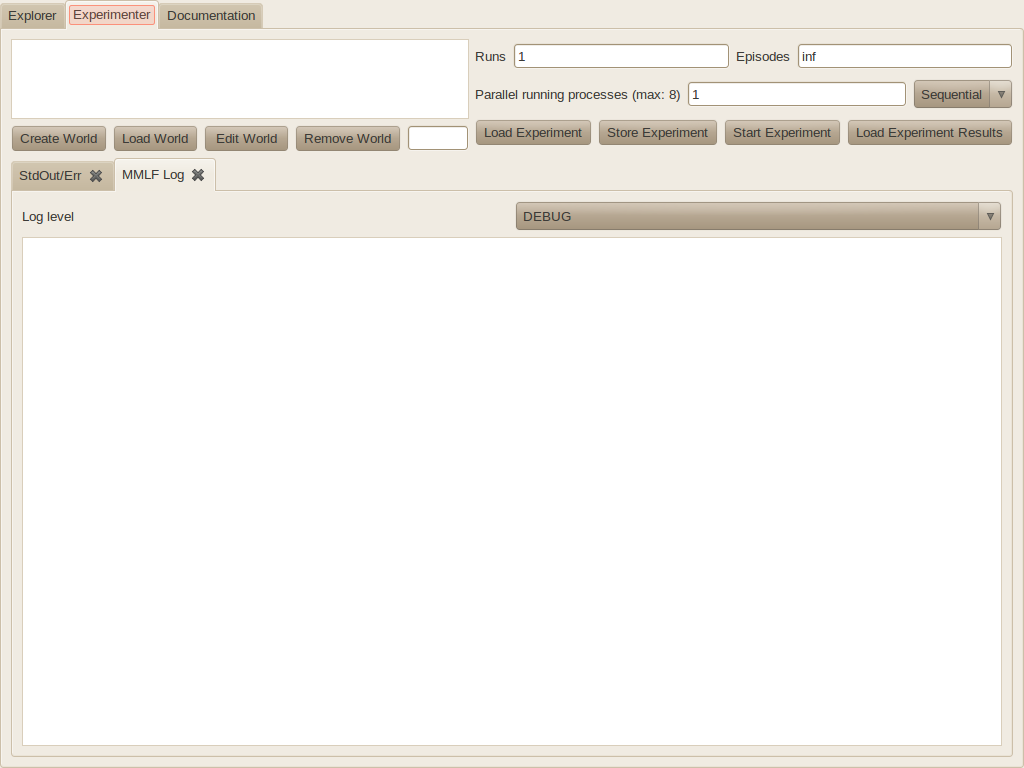 Explorer Experimenter Documentation
Runs 1 Episodes inf
Parallel running processes (max: 8) 1 Sequential
Create World Load World Edit World Remove World Load Experiment Store Experiment Start Experiment Load Experiment Results
StdOut/Err MMLF Log
Log level DEBUG